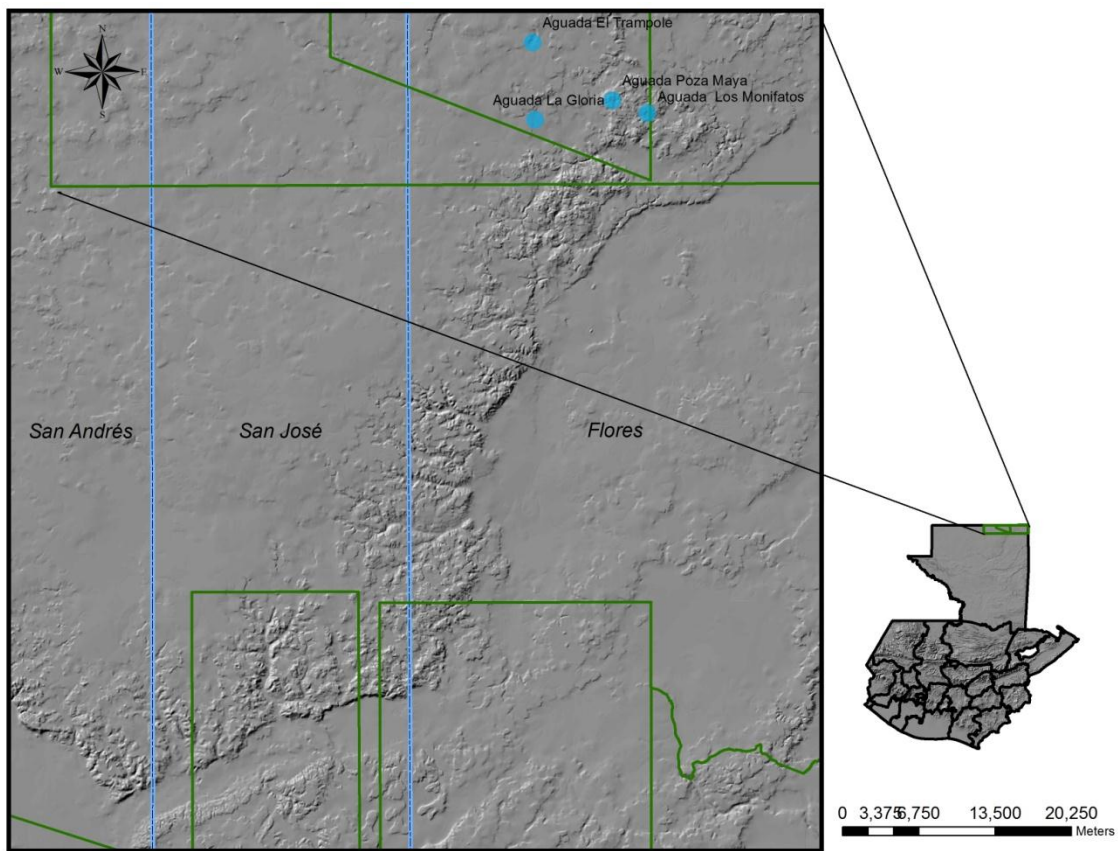 Aguada El Trampole
N
W E
S
Aguada Poza Maya
Aguada La Gloria
Aguada Los Monifatos
San Andrés San José Flores
0 3,375 6,750 13,500 20,250
Meters